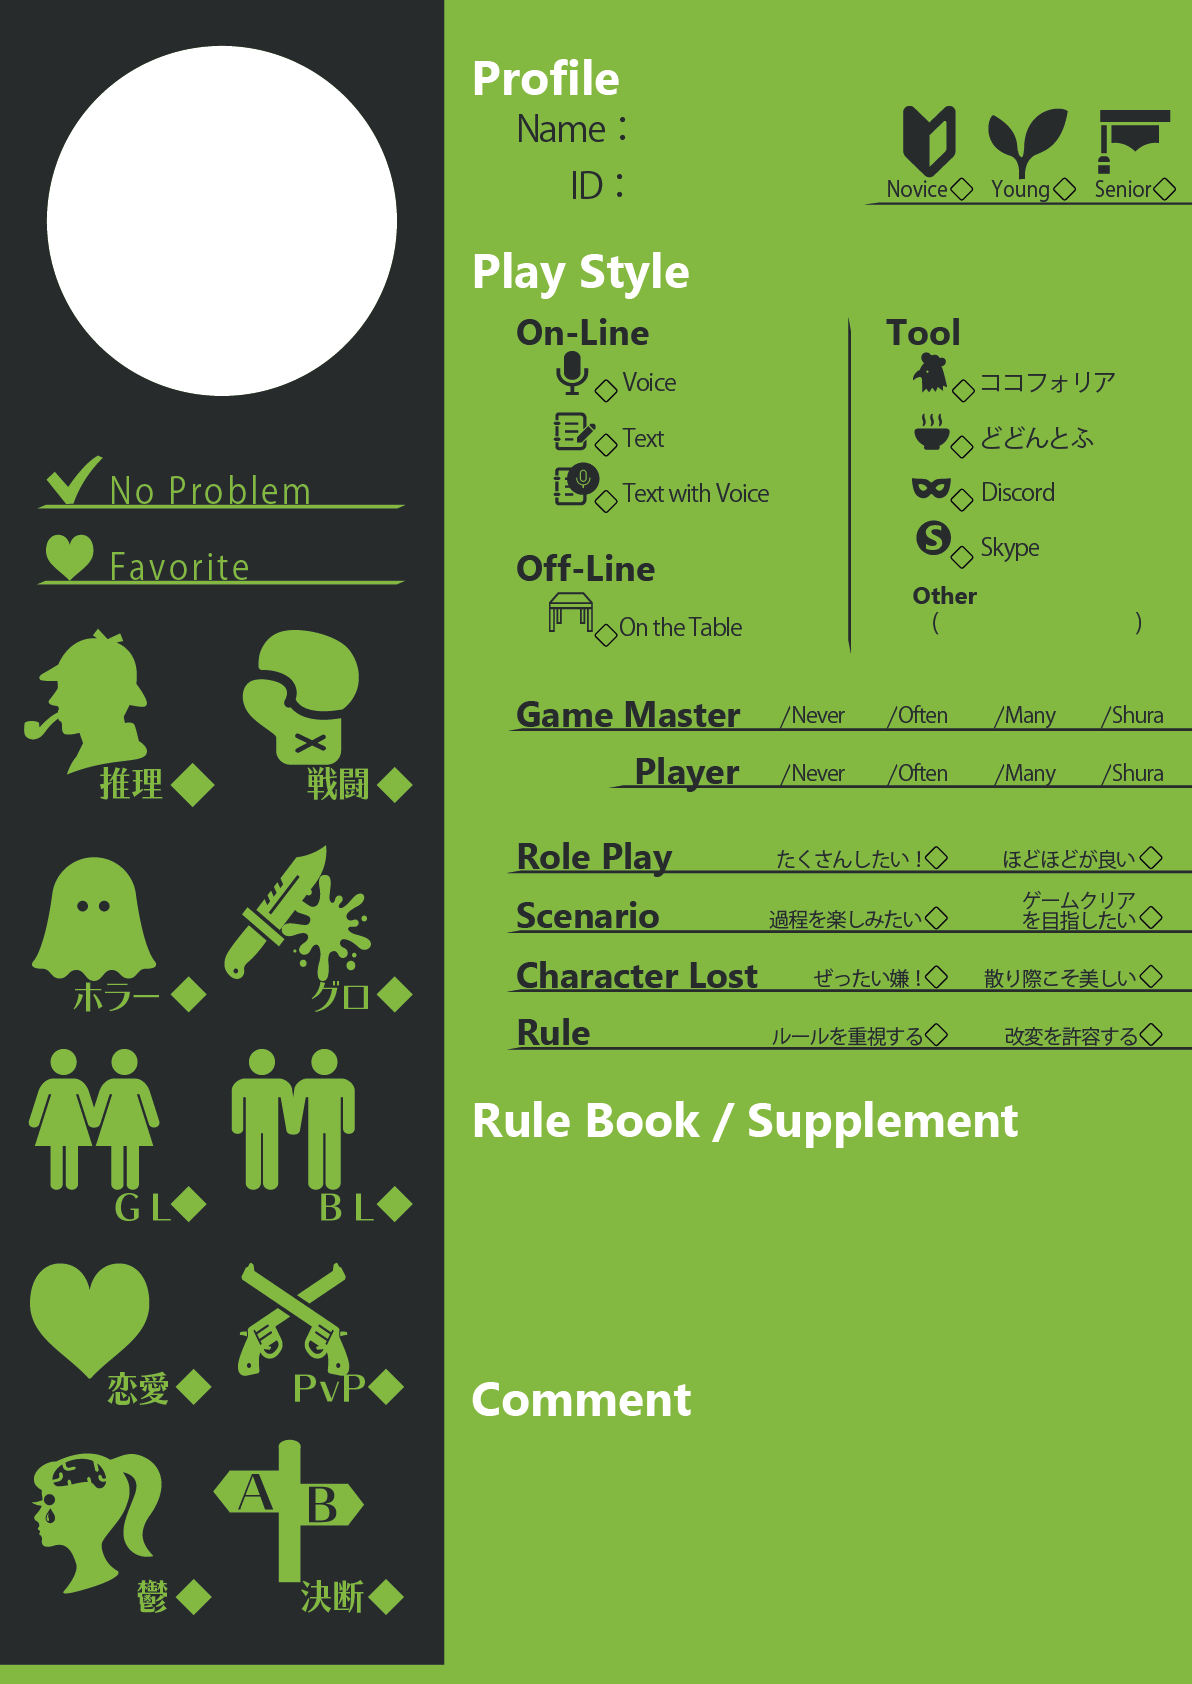 No Problem
Favorite
推理
戦闘
ホラー
グロ
GL
BL
恋愛
PvP
鬱
A
B
決断
Profile
Name：
ID：
Novice Young Senior
Play Style
On-Line
Voice
Text
Text with Voice
Off-Line
On the Table
Tool
ココフォリア
どどんとふ
Discord
S
Skype
Other
( )
Game Master /Never /Often /Many /Shura
Player /Never /Often /Many /Shura
Role Play たくさんしたい！ ほどほどが良い
Scenario 過程を楽しみたい ゲームクリア
を目指したい
Character Lost ぜったい嫌！ 散り際こそ美しい
Rule ルールを重視する 改変を許容する
Rule Book / Supplement
Comment